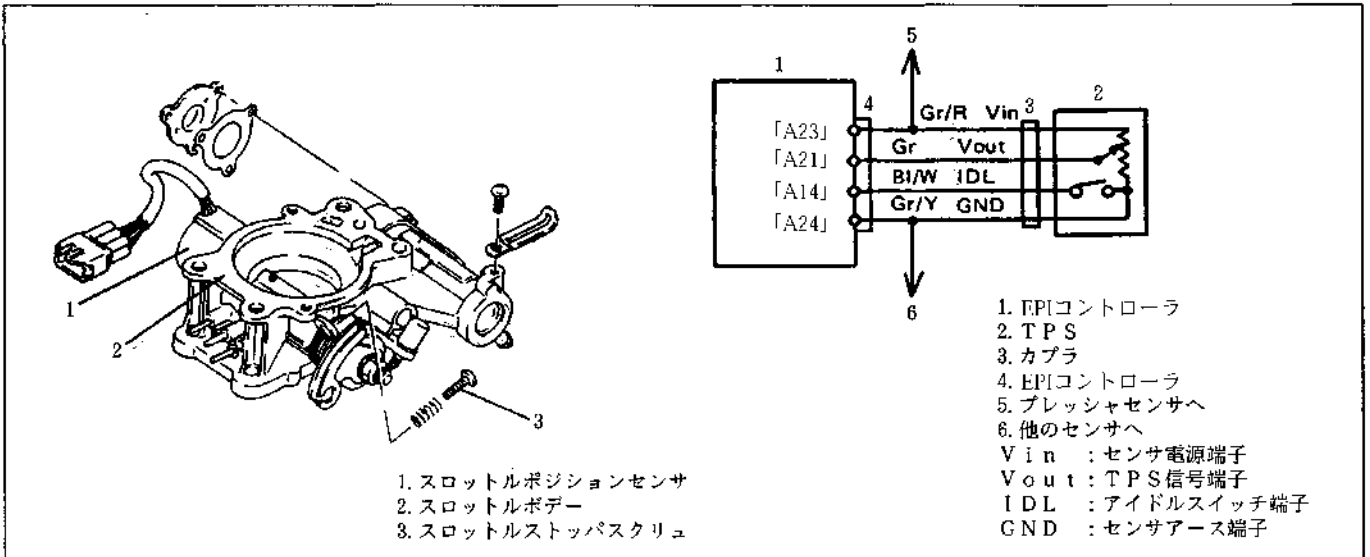 1
2
3
1. スロットルポジションセンサ
2. スロットルボデー
3. スロットルストッパスクリュ
5
1
4
Gr/R Vin
3
2
「A23」
Gr Vout
「A21」
Bl/W IDL
「A14」
Gr/Y GND
「A24」
6
1. EPIコントローラ
2. TPS
3. カプラ
4. EPIコントローラ
5. プレッシャセンサへ
6. 他のセンサへ
Vin : センサ電源端子
Vout : TPS信号端子
IDL : アイドルスイッチ端子
GND : センサアース端子